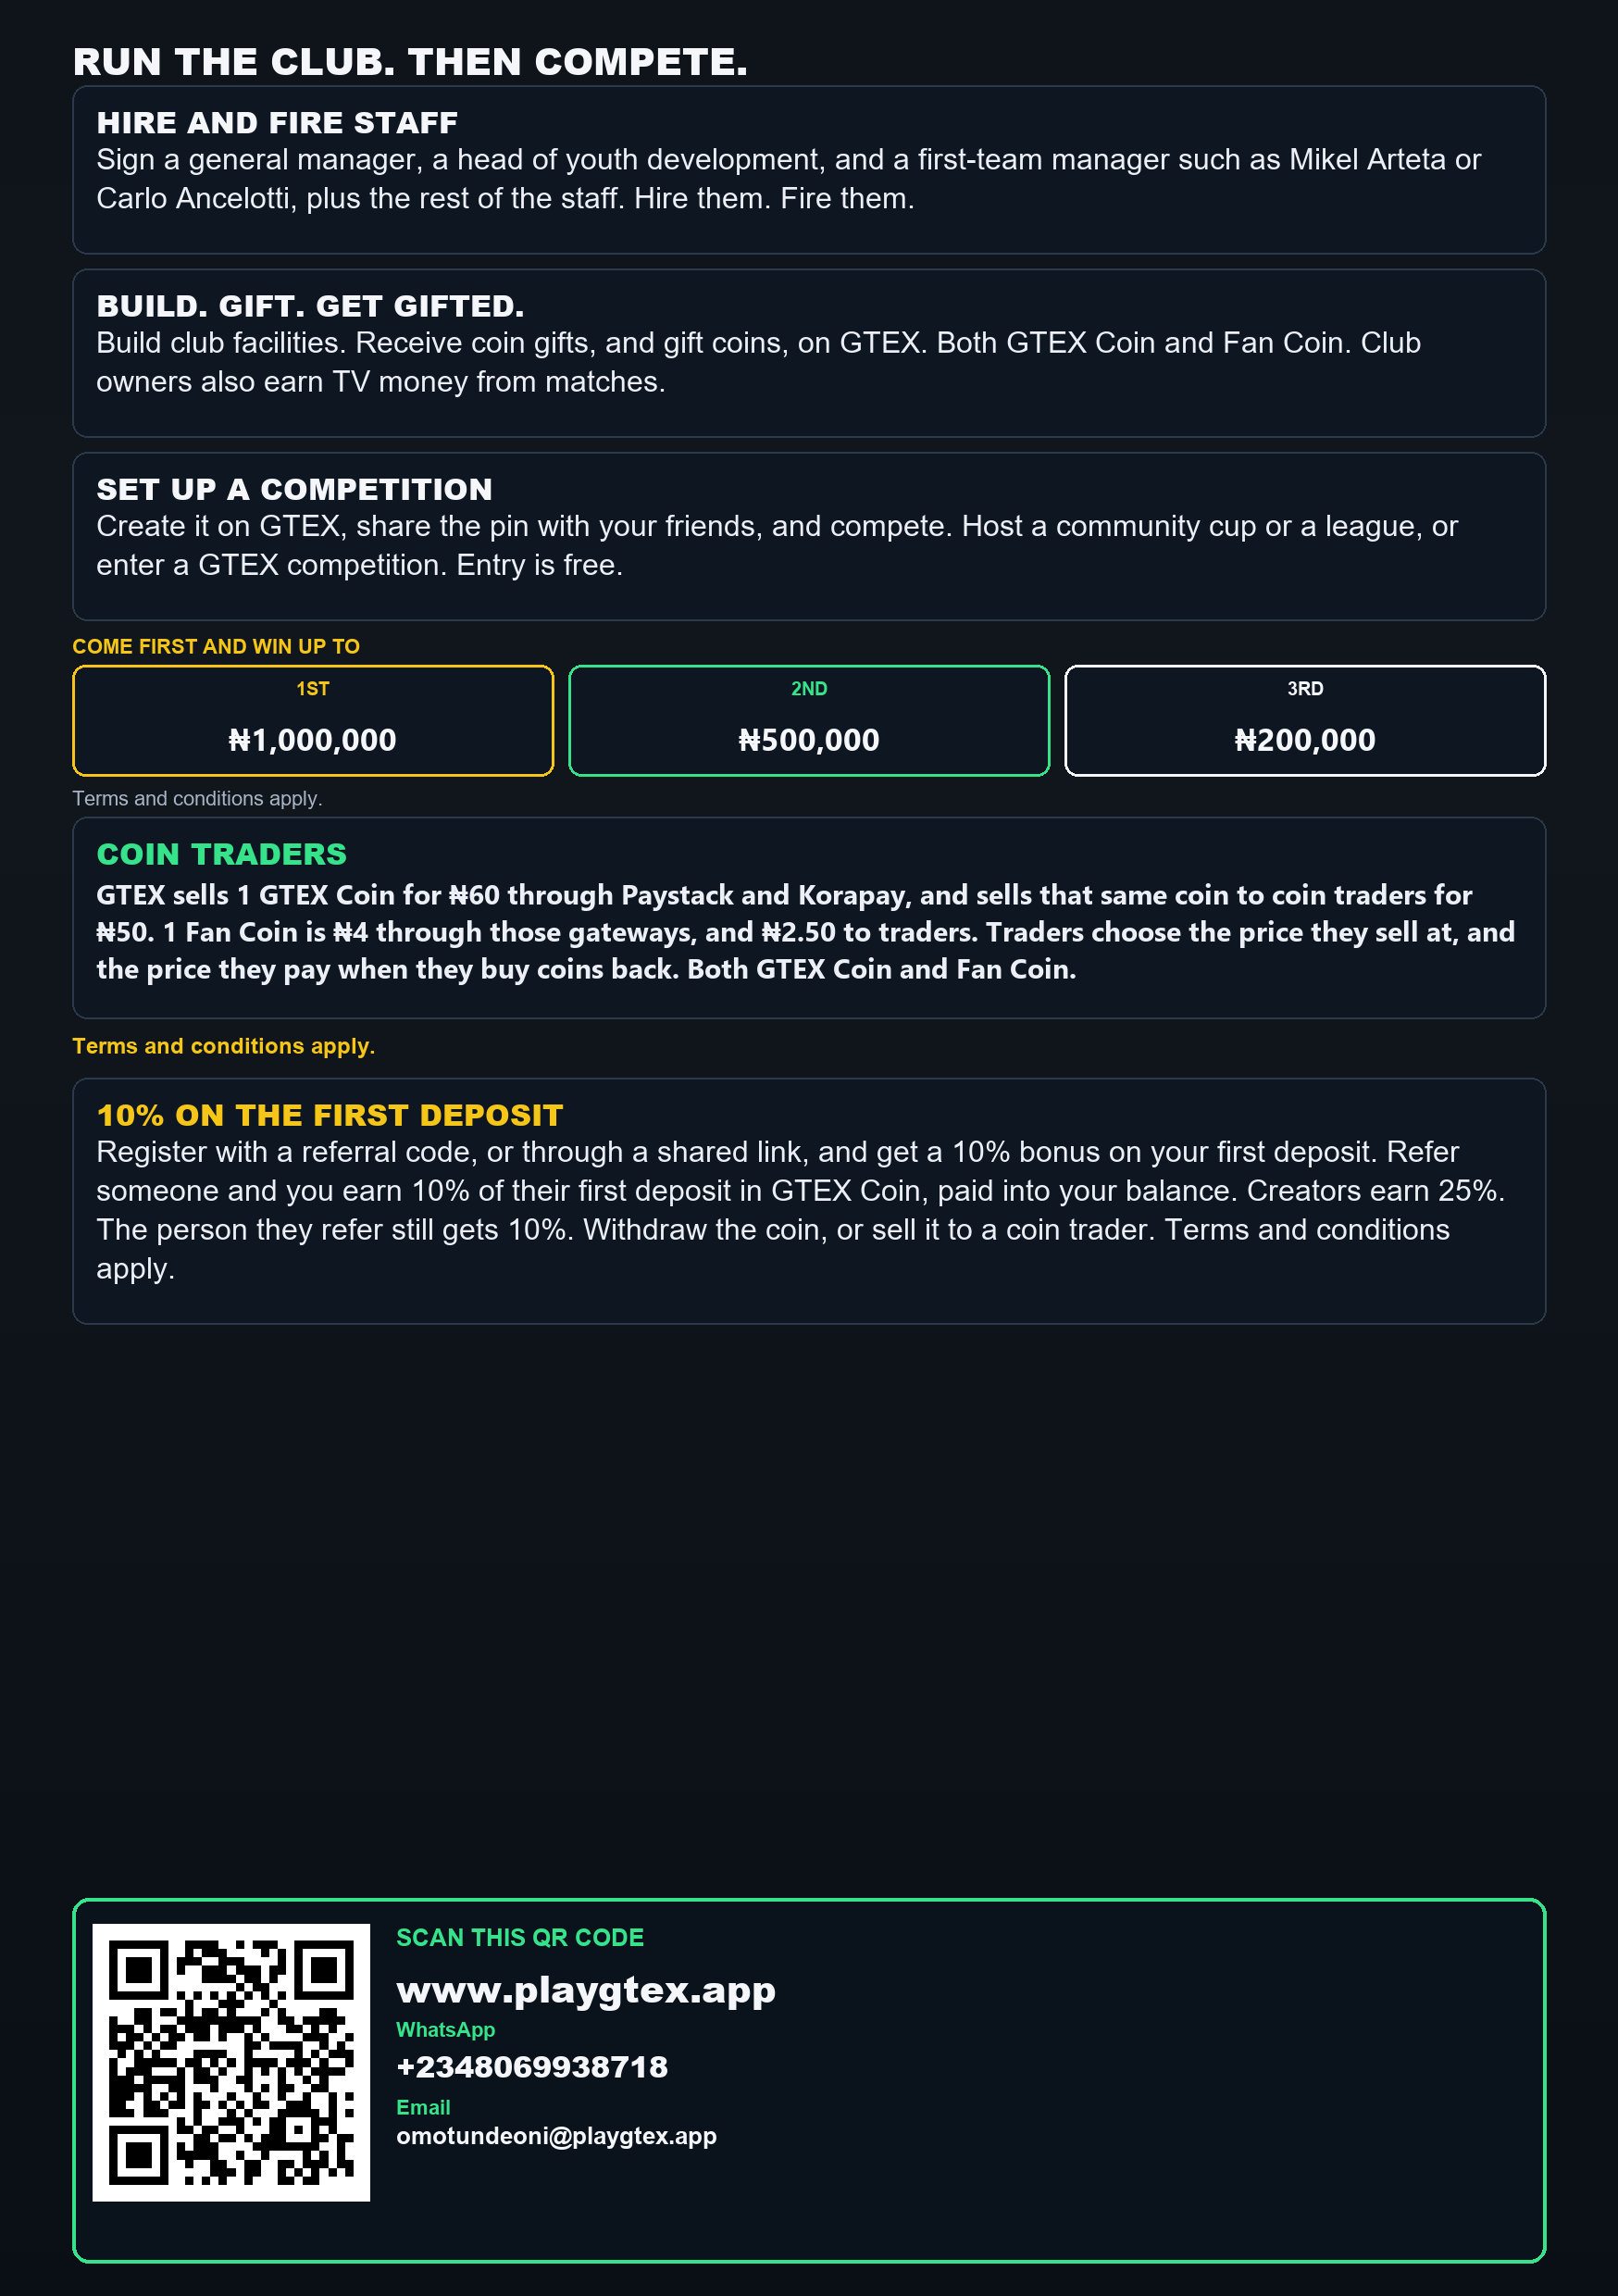 RUN THE CLUB. THEN COMPETE.
HIRE AND FIRE STAFF
Sign a general manager, a head of youth development, and a first-team manager such as Mikel Arteta or
Carlo Ancelotti, plus the rest of the staff. Hire them. Fire them.
BUILD. GIFT. GET GIFTED.
Build club facilities. Receive coin gifts, and gift coins, on GTEX. Both GTEX Coin and Fan Coin. Club
owners also earn TV money from matches.
SET UP A COMPETITION
Create it on GTEX, share the pin with your friends, and compete. Host a community cup or a league, or
enter a GTEX competition. Entry is free.
COME FIRST AND WIN UP TO
1ST
₦1,000,000
2ND
₦500,000
3RD
₦200,000
Terms and conditions apply.
COIN TRADERS
GTEX sells 1 GTEX Coin for ₦60 through Paystack and Korapay, and sells that same coin to coin traders for
₦50. 1 Fan Coin is ₦4 through those gateways, and ₦2.50 to traders. Traders choose the price they sell at, and
the price they pay when they buy coins back. Both GTEX Coin and Fan Coin.
Terms and conditions apply.
10% ON THE FIRST DEPOSIT
Register with a referral code, or through a shared link, and get a 10% bonus on your first deposit. Refer
someone and you earn 10% of their first deposit in GTEX Coin, paid into your balance. Creators earn 25%.
The person they refer still gets 10%. Withdraw the coin, or sell it to a coin trader. Terms and conditions
apply.
SCAN THIS QR CODE
www.playgtex.app
WhatsApp
+2348069938718
Email
omotundeoni@playgtex.app